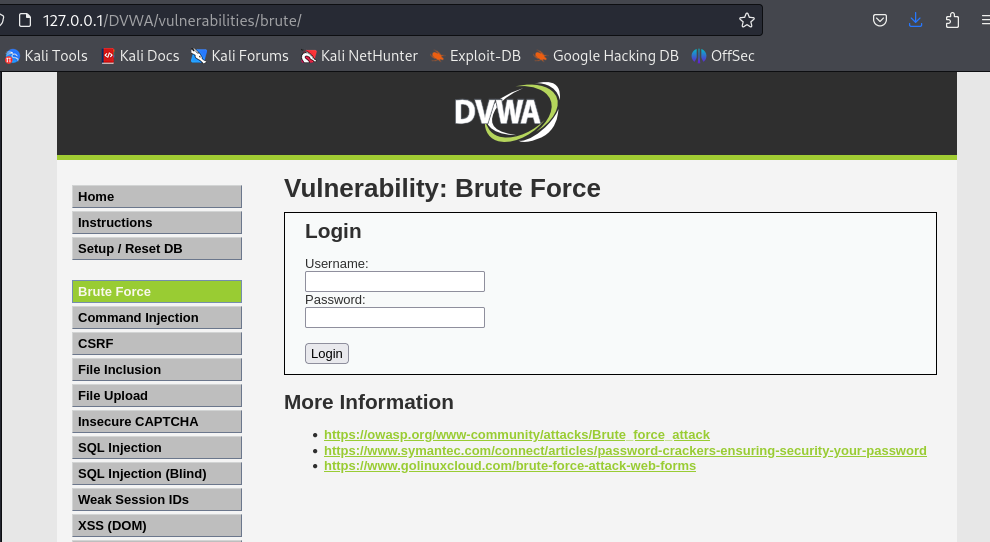 127.0.0.1/DVWA/vulnerabilities/brute/
Kali Tools Kali Docs Kali Forums Kali NetHunter Exploit-DB Google Hacking DB OffSec
DVWA
Home
Instructions
Setup / Reset DB
Brute Force
Command Injection
CSRF
File Inclusion
File Upload
Insecure CAPTCHA
SQL Injection
SQL Injection (Blind)
Weak Session IDs
XSS (DOM)
Vulnerability: Brute Force
Login
Username:
Password:
Login
More Information
https://owasp.org/www-community/attacks/Brute_force_attack
https://www.symantec.com/connect/articles/password-crackers-ensuring-security-your-password
https://www.golinuxcloud.com/brute-force-attack-web-forms